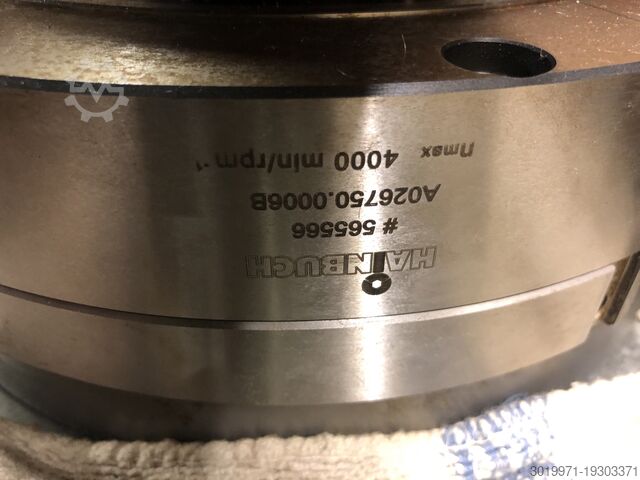 HAINBUCH
# 565566
A026750.0006B
nmax 4000 min/rpm⁻¹
3019971-19303371